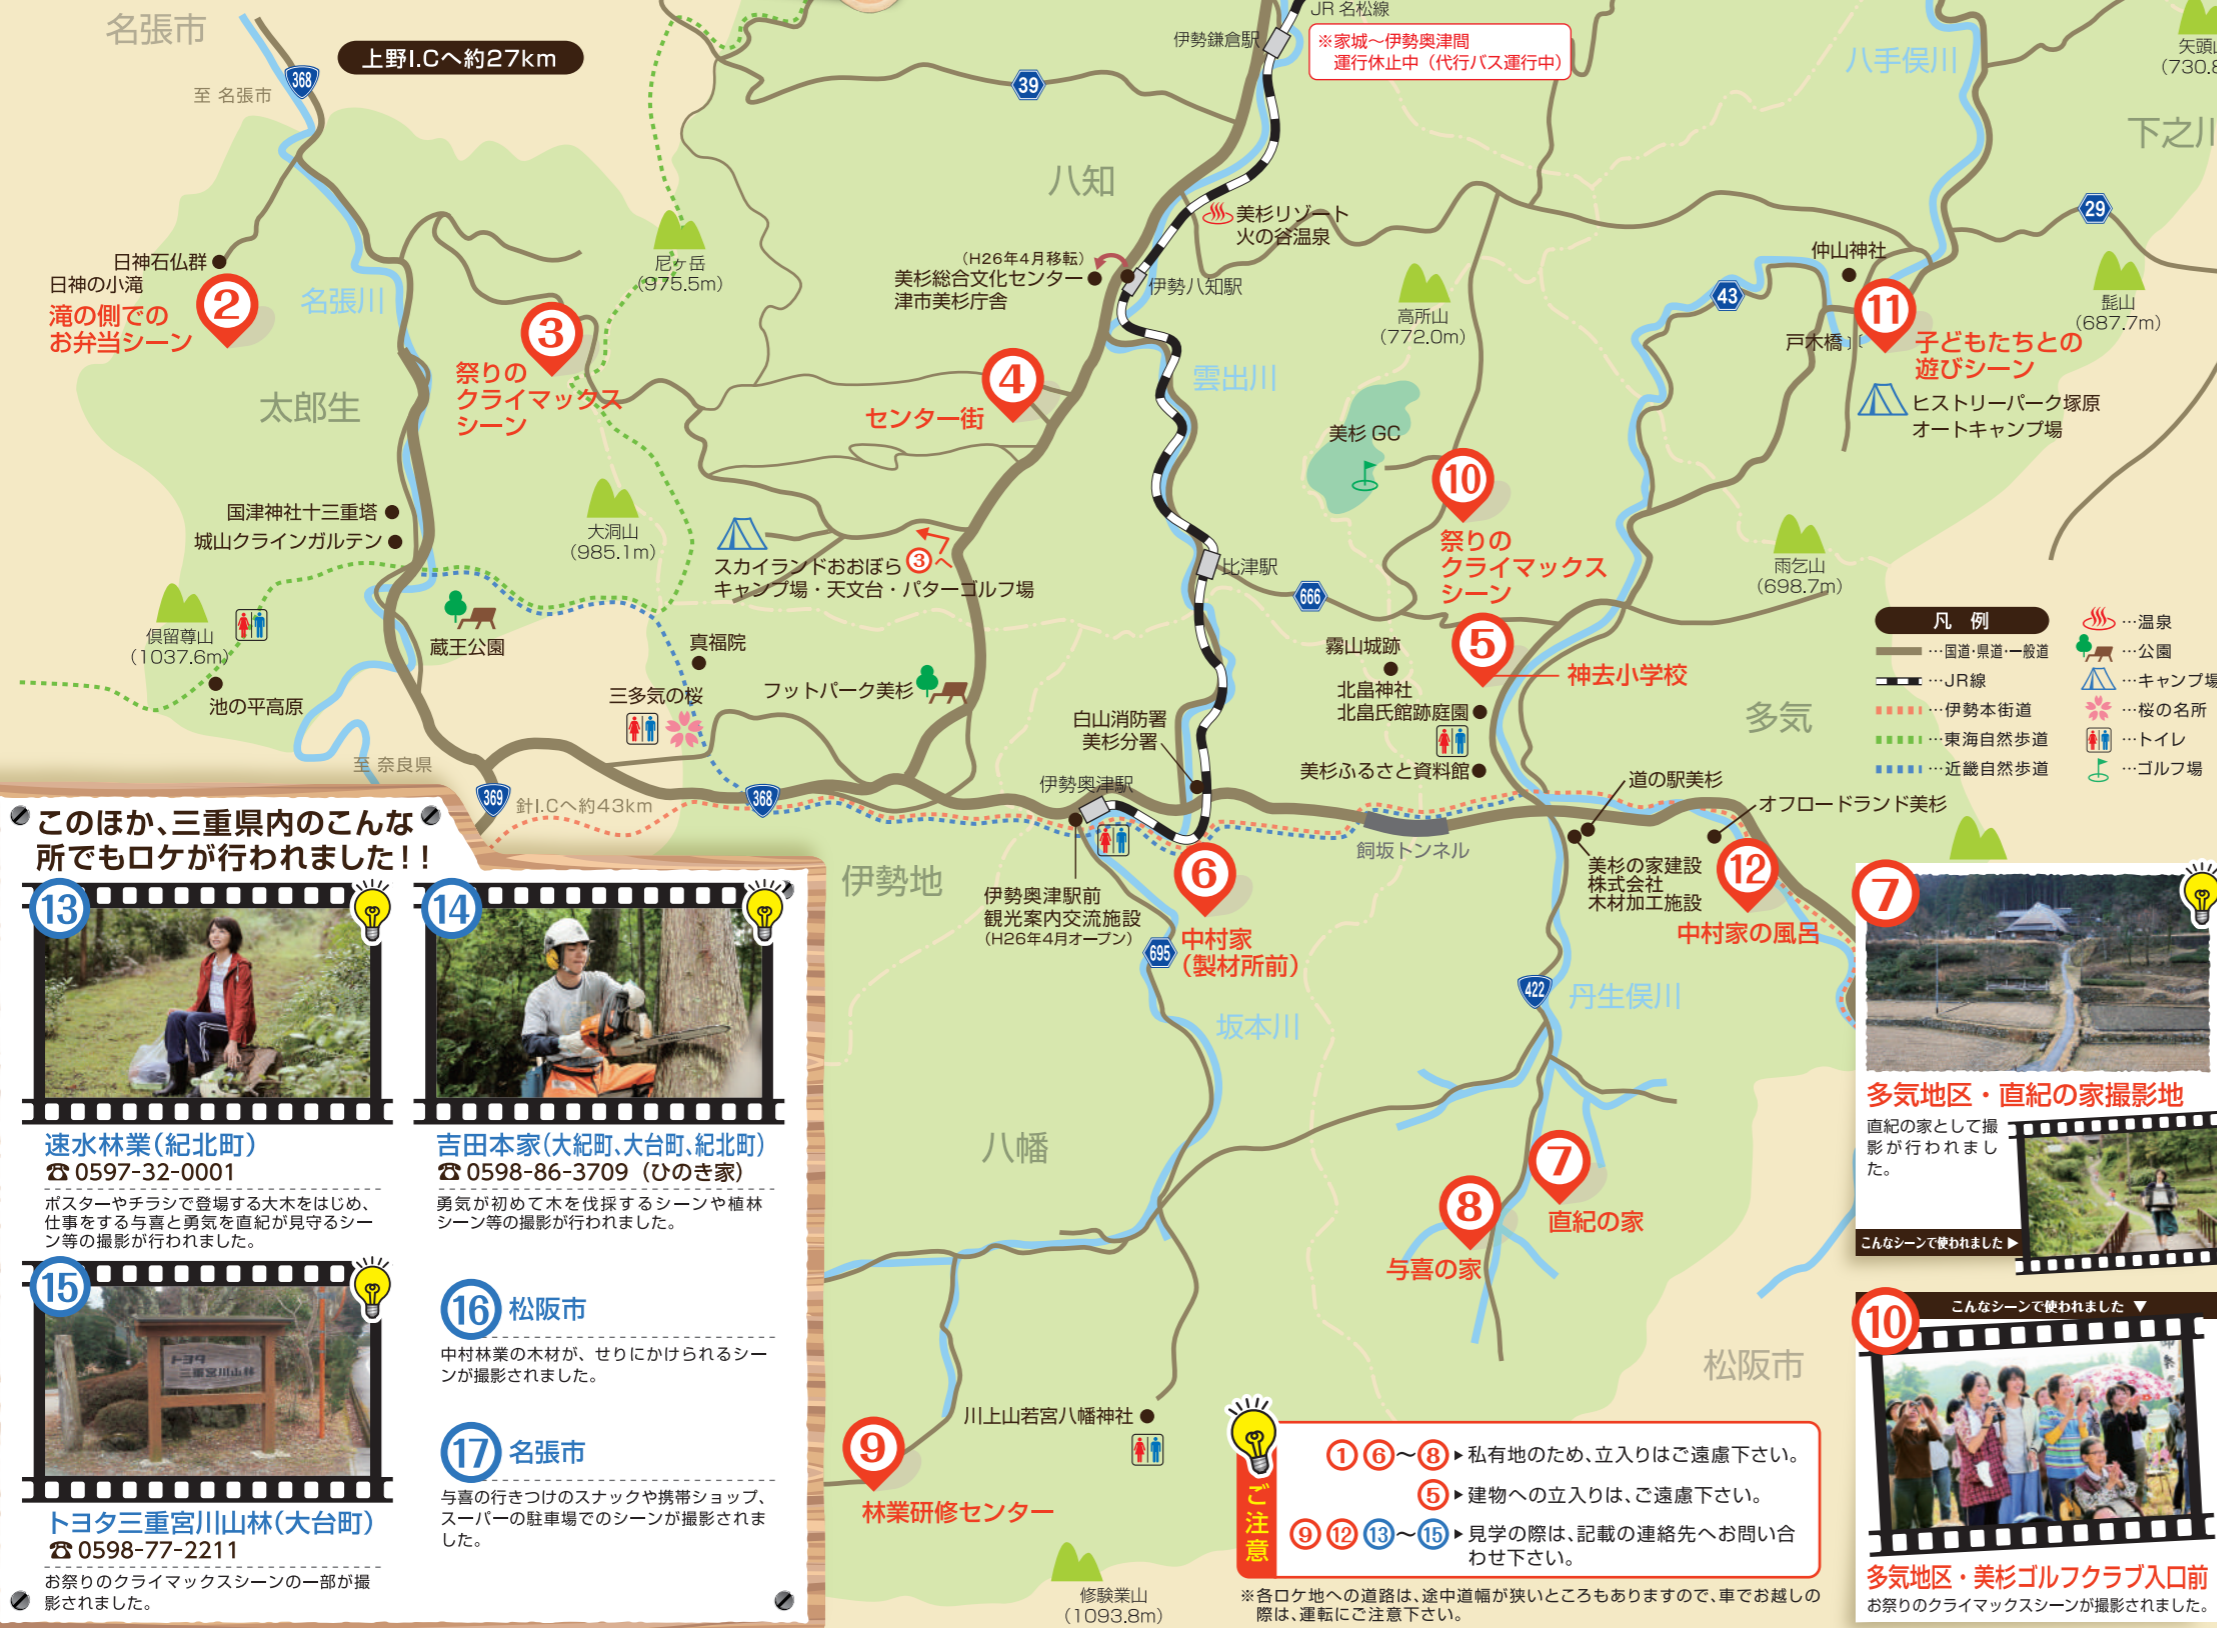 名張市
上野I.Cへ約27km
368
至 名張市
39
伊勢鎌倉駅
JR 名松線
※家城～伊勢奥津間
運行休止中（代行バス運行中）
八手俣川
下之川
八知
29
美杉リゾート
火の谷温泉
仲山神社
日神石仏群
日神の小滝
滝の側での
お弁当シーン
2
名張川
3
祭りの
クライマックス
シーン
尼ヶ岳
(975.5m)
（H26年4月移転）
美杉総合文化センター
津市美杉庁舎
伊勢八知駅
高所山
(772.0m)
43
11
戸木橋
子どもたちとの
遊びシーン
髭山
(687.7m)
太郎生
4
センター街
雲出川
ヒストリーパーク塚原
オートキャンプ場
美杉 GC
10
祭りの
クライマックス
シーン
国津神社十三重塔
城山クラインガルテン
大洞山
(985.1m)
スカイランドおおぼら
キャンプ場・天文台・パターゴルフ場
③へ
比津駅
666
雨乞山
(698.7m)
倶留尊山
(1037.6m)
池の平高原
蔵王公園
真福院
三多気の桜
フットパーク美杉
霧山城跡
北畠神社
北畠氏館跡庭園
5
神去小学校
多気
白山消防署
美杉分署
美杉ふるさと資料館
凡 例
…国道・県道・一般道
…JR線
…伊勢本街道
…東海自然歩道
…近畿自然歩道
…温泉
…公園
…キャンプ場
…桜の名所
…トイレ
…ゴルフ場
至 奈良県
369
針I.Cへ約43km
368
伊勢奥津駅
道の駅美杉
オフロードランド美杉
飼坂トンネル
伊勢地
伊勢奥津駅前
観光案内交流施設
（H26年4月オープン）
6
中村家
（製材所前）
695
美杉の家建設
株式会社
木材加工施設
12
中村家の風呂
422
丹生俣川
坂本川
八幡
7
直紀の家
8
与喜の家
松阪市
川上山若宮八幡神社
9
林業研修センター
修験業山
(1093.8m)
このほか、三重県内のこんな
所でもロケが行われました！！
13
速水林業（紀北町）
☎0597-32-0001
ポスターやチラシで登場する大木をはじめ、
仕事をする与喜と勇気を直紀が見守るシー
ン等の撮影が行われました。
14
吉田本家（大紀町、大台町、紀北町）
☎0598-86-3709（ひのき家）
勇気が初めて木を伐採するシーンや植林
シーン等の撮影が行われました。
15
トヨタ
三重宮川山林
トヨタ三重宮川山林（大台町）
☎0598-77-2211
お祭りのクライマックスシーンの一部が撮
影されました。
16 松阪市
中村林業の木材が、せりにかけられるシー
ンが撮影されました。
17 名張市
与喜の行きつけのスナックや携帯ショップ、
スーパーの駐車場でのシーンが撮影されま
した。
7
多気地区・直紀の家撮影地
直紀の家として撮
影が行われまし
た。
こんなシーンで使われました ▶
10
こんなシーンで使われました ▼
多気地区・美杉ゴルフクラブ入口前
お祭りのクライマックスシーンが撮影されました。
ご注意
①⑥～⑧▶私有地のため、立入りはご遠慮下さい。
⑤▶建物への立入りは、ご遠慮下さい。
⑨⑫⑬～⑮▶見学の際は、記載の連絡先へお問い合
わせ下さい。
※各ロケ地への道路は、途中道幅が狭いところもありますので、車でお越しの
際は、運転にご注意下さい。